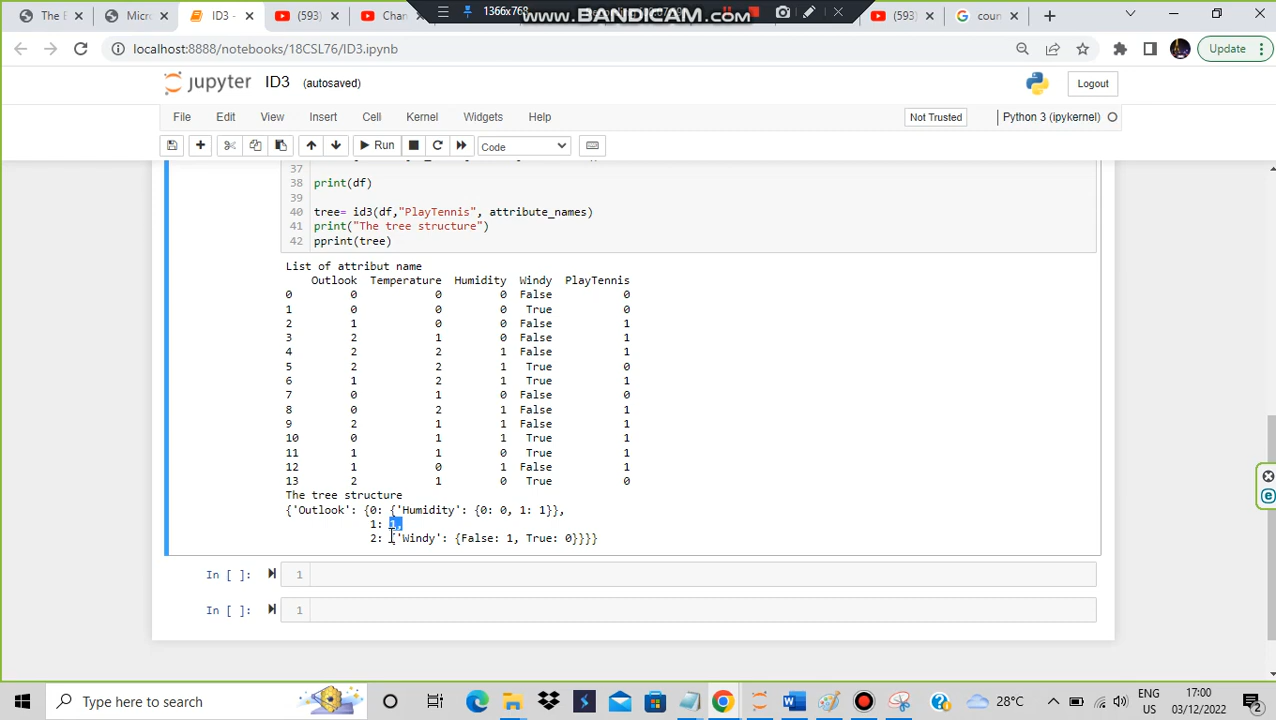 1366x768
www.BANDICAM.com
The E
Micro
ID3 -
(593)
Chan
(593)
coun
localhost:8888/notebooks/18CSL76/ID3.ipynb
Update
jupyter ID3 (autosaved)
Logout
File Edit View Insert Cell Kernel Widgets Help
Not Trusted
Python 3 (ipykernel)
Run
Code
37
38 print(df)
39
40 tree= id3(df,"PlayTennis", attribute_names)
41 print("The tree structure")
42 pprint(tree)
List of attribut name
Outlook Temperature Humidity Windy PlayTennis
0 0 0 0 False 0
1 0 0 0 True 0
2 1 0 0 False 1
3 2 1 0 False 1
4 2 2 1 False 1
5 2 2 1 True 0
6 1 2 1 True 1
7 0 1 0 False 0
8 0 2 1 False 1
9 2 1 1 False 1
10 0 1 1 True 1
11 1 1 0 True 1
12 1 0 1 False 1
13 2 1 0 True 0
The tree structure
{'Outlook': {0: {'Humidity': {0: 0, 1: 1}},
1: 1,
2: {'Windy': {False: 1, True: 0}}}}
In [ ]: 1
In [ ]: 1
Type here to search
28°C
ENG
IN
17:00
03/12/2022
2